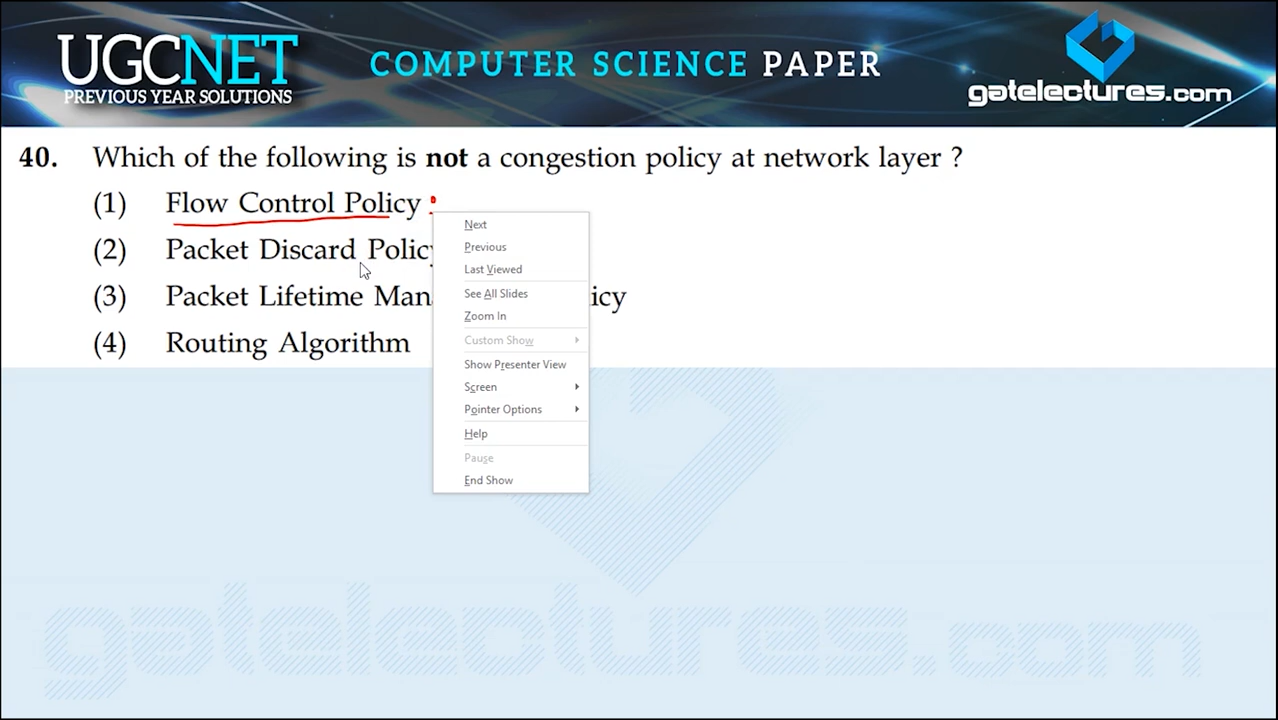 UGCNET
PREVIOUS YEAR SOLUTIONS
COMPUTER SCIENCE PAPER
gatelectures.com
40. Which of the following is not a congestion policy at network layer ?
(1) Flow Control Policy
(2) Packet Discard Policy
(3) Packet Lifetime Man icy
(4) Routing Algorithm
Next
Previous
Last Viewed
See All Slides
Zoom In
Custom Show
Show Presenter View
Screen
Pointer Options
Help
Pause
End Show
gatelectures.com